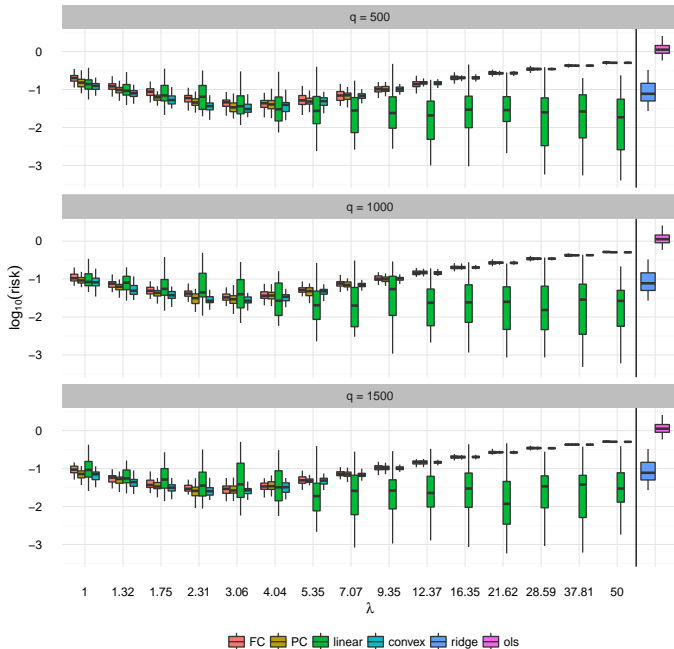 q = 500
0
−1
−2
−3
q = 1000
0
−1
−2
−3
log10(risk)
q = 1500
0
−1
−2
−3
1 1.32 1.75 2.31 3.06 4.04 5.35 7.07 9.35 12.37 16.35 21.62 28.59 37.81 50
λ
FC PC linear convex ridge ols